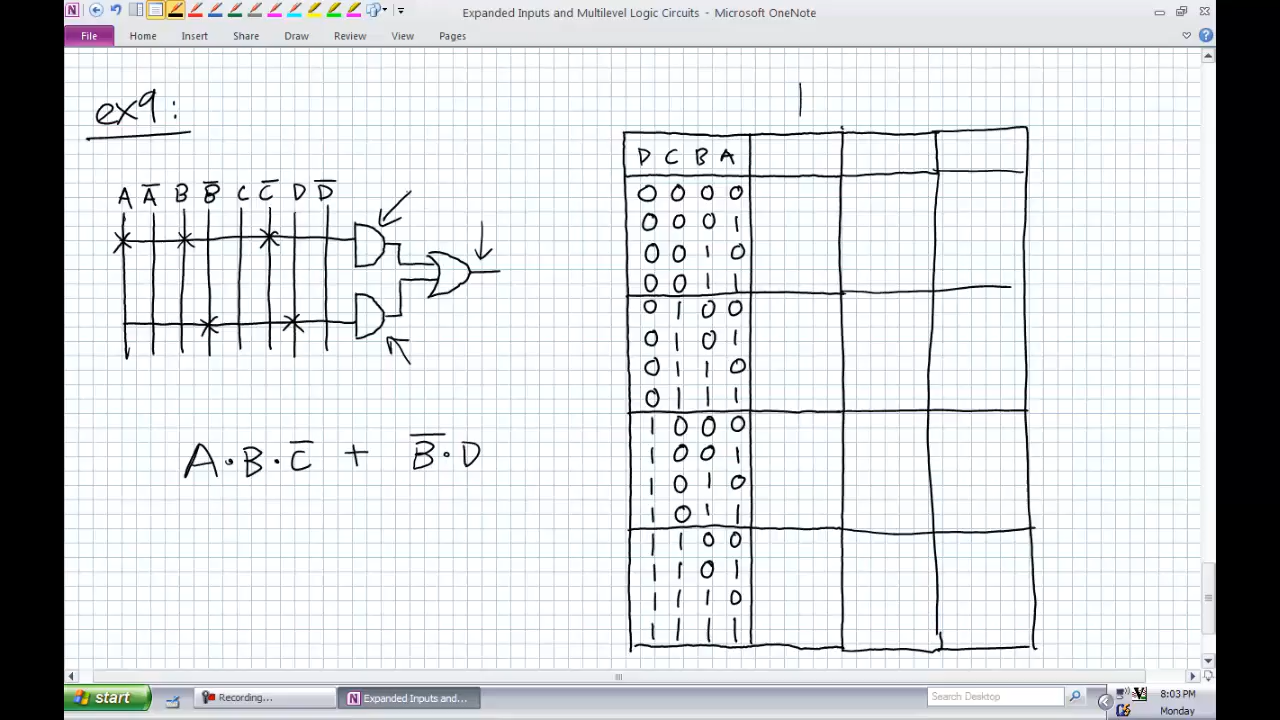 Expanded Inputs and Multilevel Logic Circuits - Microsoft OneNote
File Home Insert Share Draw Review View Pages
ex9:
A A̅ B B̅ C C̅ D D̅
A·B·C̅ + B̅·D
D C B A
0 0 0 0
0 0 0 1
0 0 1 0
0 0 1 1
0 1 0 0
0 1 0 1
0 1 1 0
0 1 1 1
1 0 0 0
1 0 0 1
1 0 1 0
1 0 1 1
1 1 0 0
1 1 0 1
1 1 1 0
1 1 1 1
start Recording... Expanded Inputs and... Search Desktop 8:03 PM
Monday